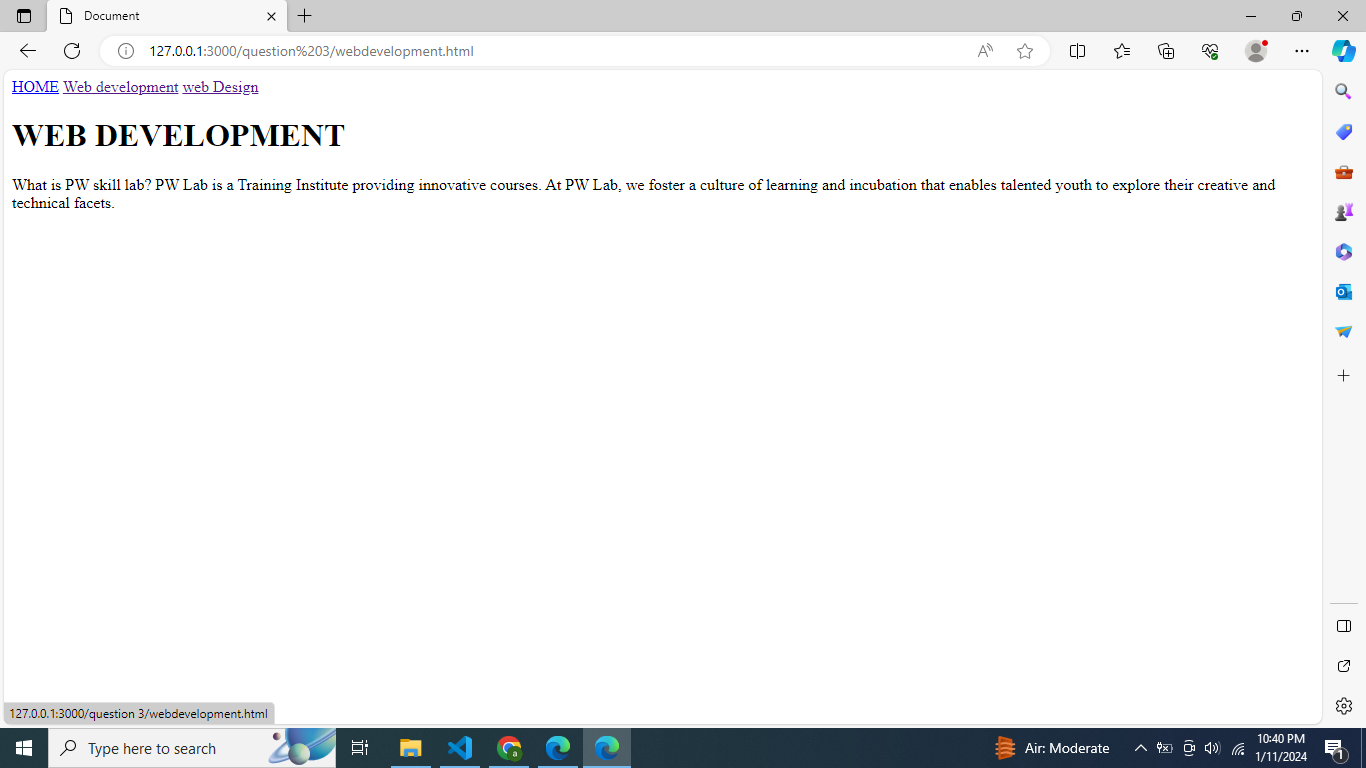 Document
127.0.0.1:3000/question%203/webdevelopment.html
HOME Web development web Design
WEB DEVELOPMENT
What is PW skill lab? PW Lab is a Training Institute providing innovative courses. At PW Lab, we foster a culture of learning and incubation that enables talented youth to explore their creative and
technical facets.
127.0.0.1:3000/question 3/webdevelopment.html
Type here to search
Air: Moderate
10:40 PM
1/11/2024
1